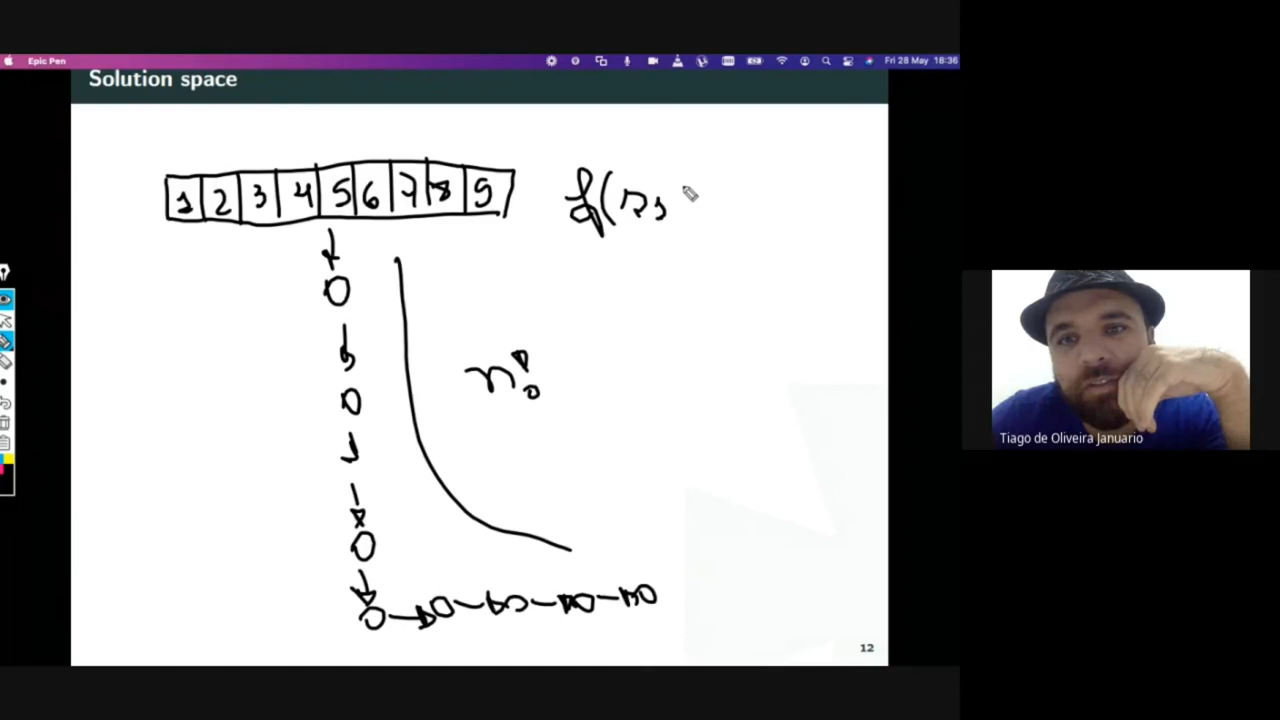 Epic Pen
Fri 28 May 18:36
Solution space
1 2 3 4 5 6 7 8 9
Tiago de Oliveira Januario
12